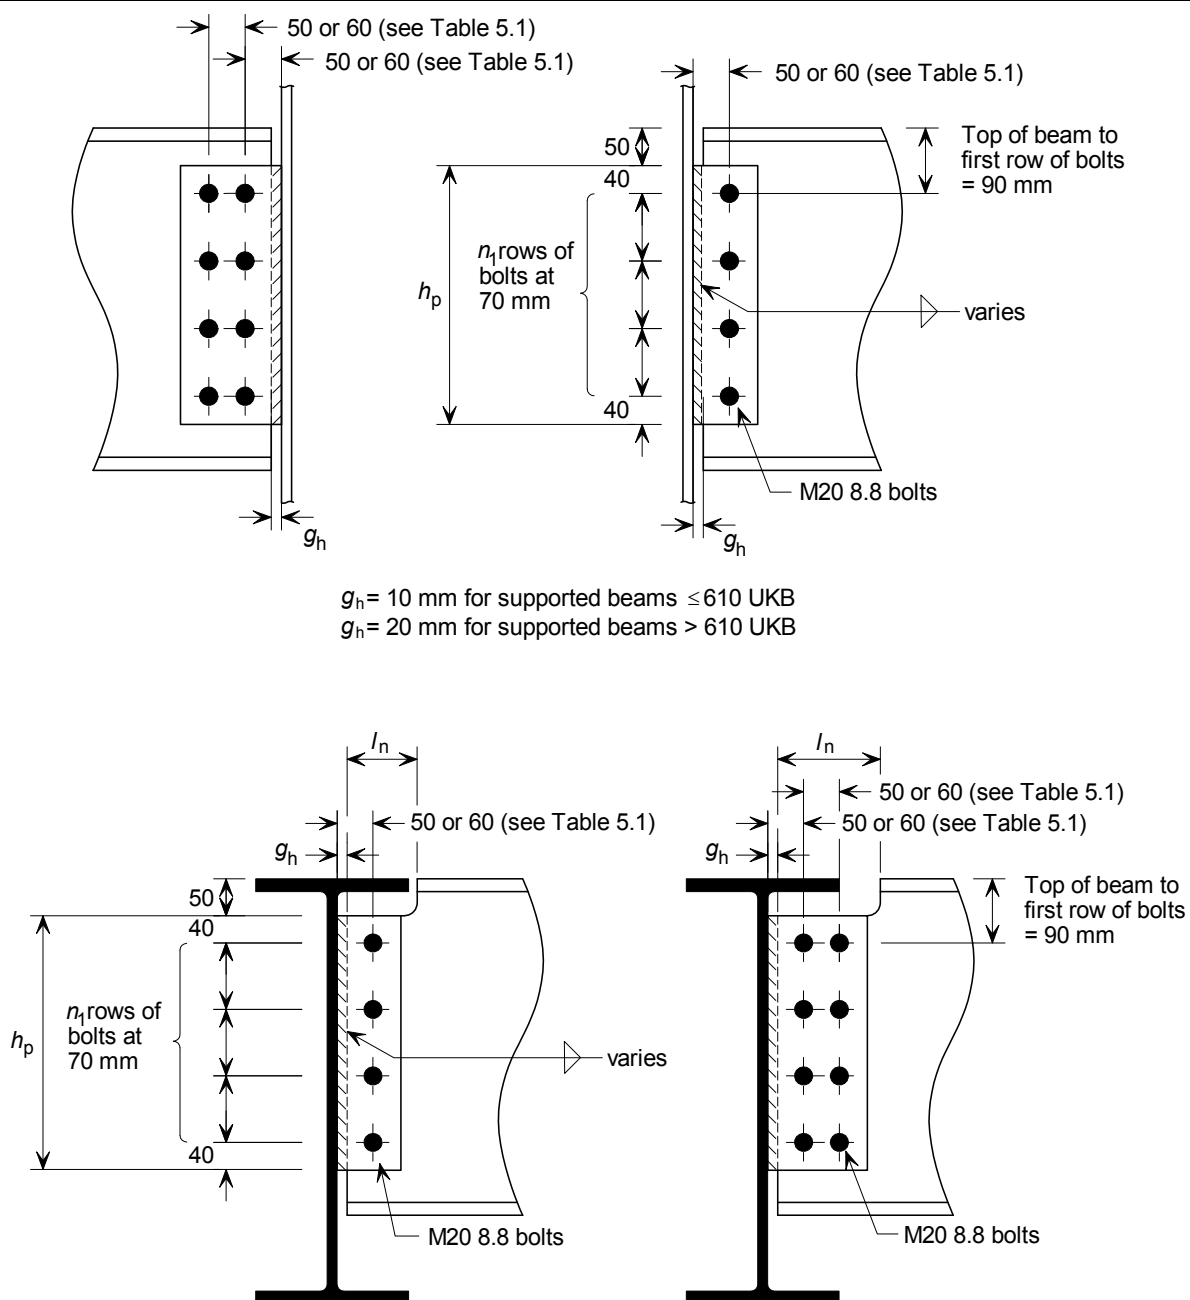 50 or 60 (see Table 5.1)
50 or 60 (see Table 5.1)
50 or 60 (see Table 5.1)
50
Top of beam to
first row of bolts
= 90 mm
40
n1 rows of
bolts at
70 mm
hp
varies
40
M20 8.8 bolts
gh
gh
gh = 10 mm for supported beams ≤ 610 UKB
gh = 20 mm for supported beams > 610 UKB
ln
ln
50 or 60 (see Table 5.1)
50 or 60 (see Table 5.1)
50 or 60 (see Table 5.1)
gh
gh
50
Top of beam to
first row of bolts
= 90 mm
40
n1 rows of
bolts at
70 mm
hp
varies
40
M20 8.8 bolts
M20 8.8 bolts